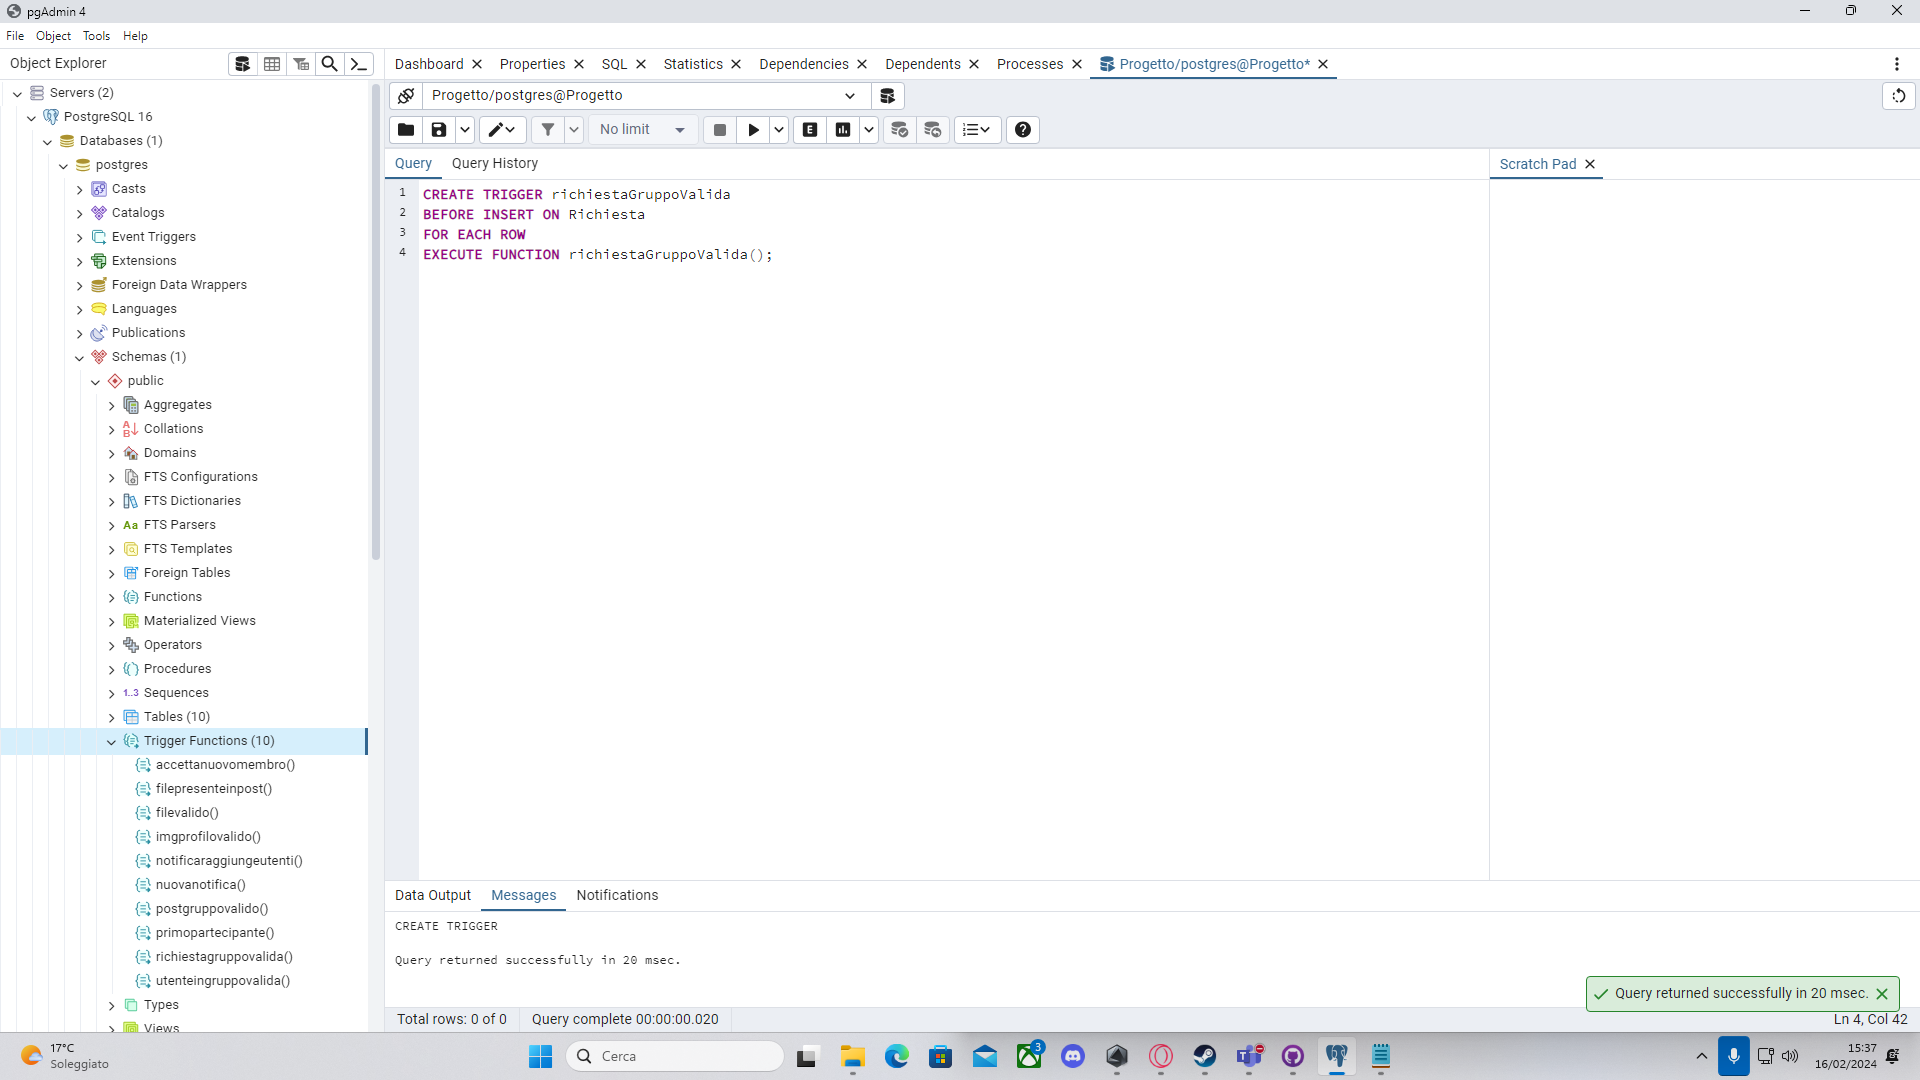 pgAdmin 4
File Object Tools Help
Object Explorer
Dashboard Properties SQL Statistics Dependencies Dependents Processes Progetto/postgres@Progetto*
Servers (2)
PostgreSQL 16
Databases (1)
postgres
Casts
Catalogs
Event Triggers
Extensions
Foreign Data Wrappers
Languages
Publications
Schemas (1)
public
Aggregates
Collations
Domains
FTS Configurations
FTS Dictionaries
Aa FTS Parsers
FTS Templates
Foreign Tables
Functions
Materialized Views
Operators
Procedures
1..3 Sequences
Tables (10)
Trigger Functions (10)
accettanuovomembro()
filepresenteinpost()
filevalido()
imgprofilovalido()
notificaraggiungeutenti()
nuovanotifica()
postgruppovalido()
primopartecipante()
richiestagruppovalida()
utenteingruppovalida()
Types
Views
Progetto/postgres@Progetto
No limit
E
Query Query History
Scratch Pad
1 CREATE TRIGGER richiestaGruppoValida
2 BEFORE INSERT ON Richiesta
3 FOR EACH ROW
4 EXECUTE FUNCTION richiestaGruppoValida();
Data Output Messages Notifications
CREATE TRIGGER
Query returned successfully in 20 msec.
Query returned successfully in 20 msec.
Total rows: 0 of 0 Query complete 00:00:00.020 Ln 4, Col 42
17°C
Soleggiato
Cerca
3
15:37
16/02/2024